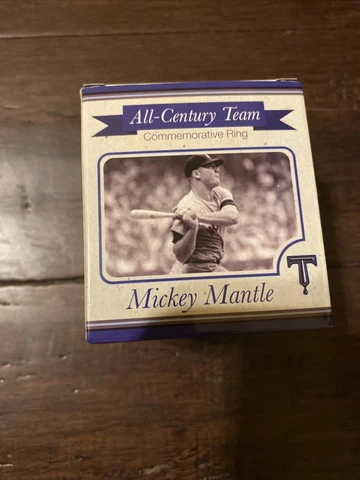 All-Century Team
Commemorative Ring
T
Mickey Mantle